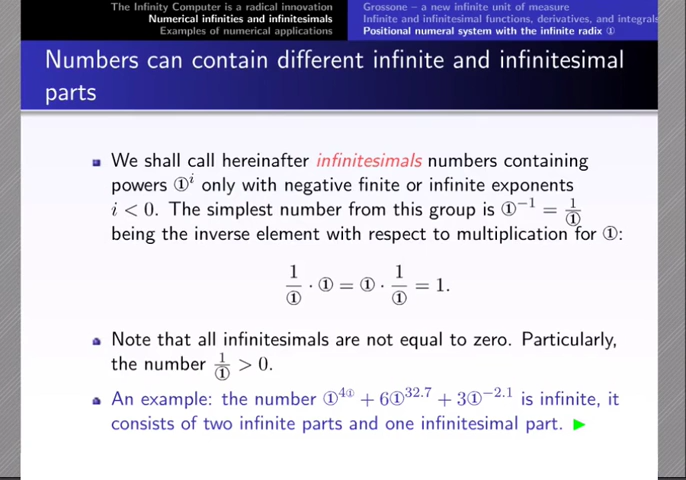 The Infinity Computer is a radical innovation
Numerical infinities and infinitesimals
Examples of numerical applications
Grossone – a new infinite unit of measure
Infinite and infinitesimal functions, derivatives, and integrals
Positional numeral system with the infinite radix ①
Numbers can contain different infinite and infinitesimal
parts
We shall call hereinafter infinitesimals numbers containing
powers ①^i only with negative finite or infinite exponents
i < 0. The simplest number from this group is ①^−1 = 1/①
being the inverse element with respect to multiplication for ①:
1/① · ① = ① · 1/① = 1.
Note that all infinitesimals are not equal to zero. Particularly,
the number 1/① > 0.
An example: the number ①^4① + 6①^32.7 + 3①^−2.1 is infinite, it
consists of two infinite parts and one infinitesimal part.